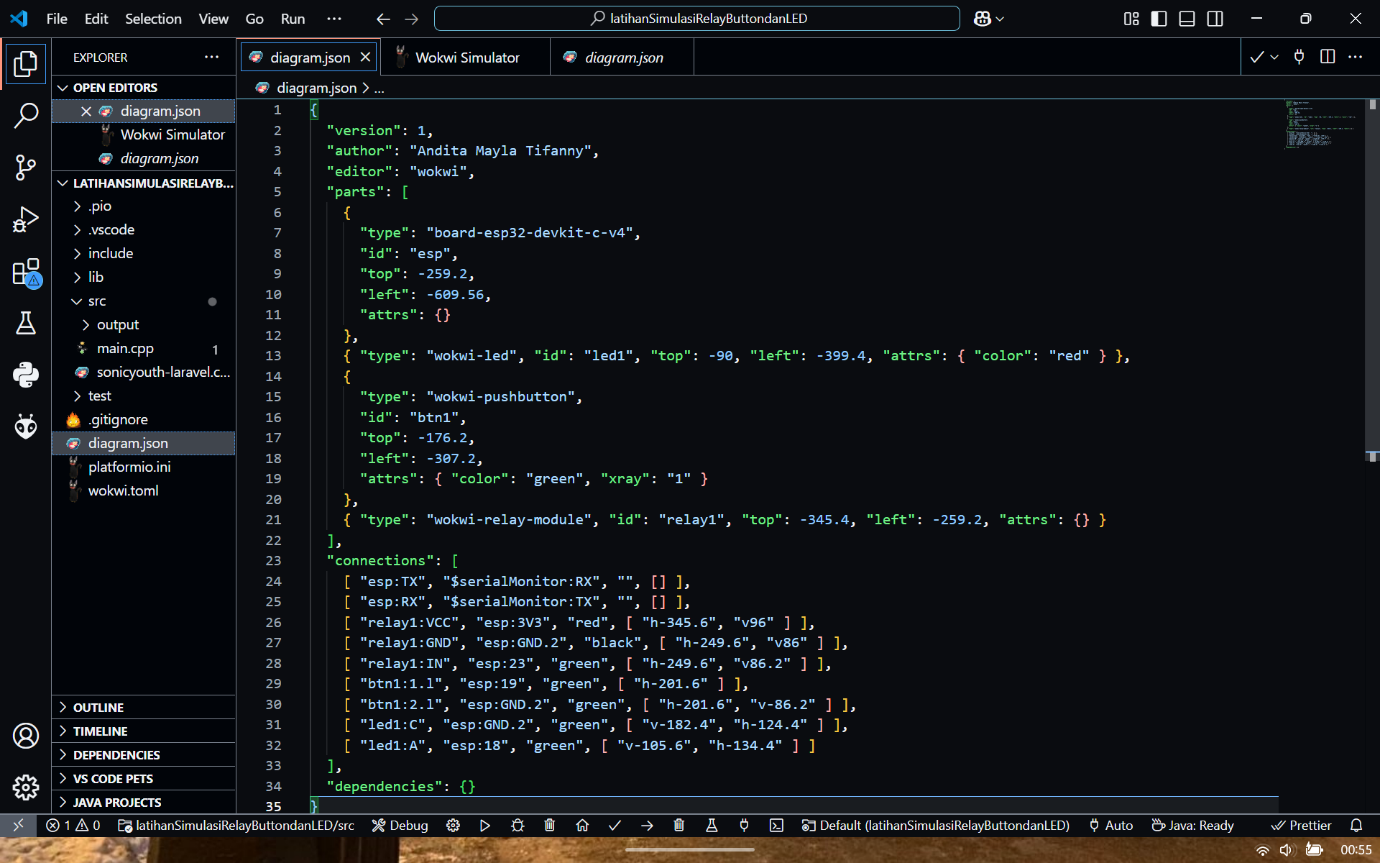 File Edit Selection View Go Run ··· latihanSimulasiRelayButtondanLED
EXPLORER
OPEN EDITORS
diagram.json
Wokwi Simulator
diagram.json
LATIHANSIMULASIRELAYB...
.pio
.vscode
include
lib
src
output
main.cpp 1
sonicyouth-laravel.c...
test
.gitignore
diagram.json
platformio.ini
wokwi.toml
OUTLINE
TIMELINE
DEPENDENCIES
VS CODE PETS
JAVA PROJECTS
diagram.json Wokwi Simulator diagram.json
diagram.json > ...
1 {
2 "version": 1,
3 "author": "Andita Mayla Tifanny",
4 "editor": "wokwi",
5 "parts": [
6 {
7 "type": "board-esp32-devkit-c-v4",
8 "id": "esp",
9 "top": -259.2,
10 "left": -609.56,
11 "attrs": {}
12 },
13 { "type": "wokwi-led", "id": "led1", "top": -90, "left": -399.4, "attrs": { "color": "red" } },
14 {
15 "type": "wokwi-pushbutton",
16 "id": "btn1",
17 "top": -176.2,
18 "left": -307.2,
19 "attrs": { "color": "green", "xray": "1" }
20 },
21 { "type": "wokwi-relay-module", "id": "relay1", "top": -345.4, "left": -259.2, "attrs": {} }
22 ],
23 "connections": [
24 [ "esp:TX", "$serialMonitor:RX", "", [] ],
25 [ "esp:RX", "$serialMonitor:TX", "", [] ],
26 [ "relay1:VCC", "esp:3V3", "red", [ "h-345.6", "v96" ] ],
27 [ "relay1:GND", "esp:GND.2", "black", [ "h-249.6", "v86" ] ],
28 [ "relay1:IN", "esp:23", "green", [ "h-249.6", "v86.2" ] ],
29 [ "btn1:1.l", "esp:19", "green", [ "h-201.6" ] ],
30 [ "btn1:2.l", "esp:GND.2", "green", [ "h-201.6", "v-86.2" ] ],
31 [ "led1:C", "esp:GND.2", "green", [ "v-182.4", "h-124.4" ] ],
32 [ "led1:A", "esp:18", "green", [ "v-105.6", "h-134.4" ] ]
33 ],
34 "dependencies": {}
35 }
1 0 latihanSimulasiRelayButtondanLED/src Debug Default (latihanSimulasiRelayButtondanLED) Auto Java: Ready Prettier
00:55